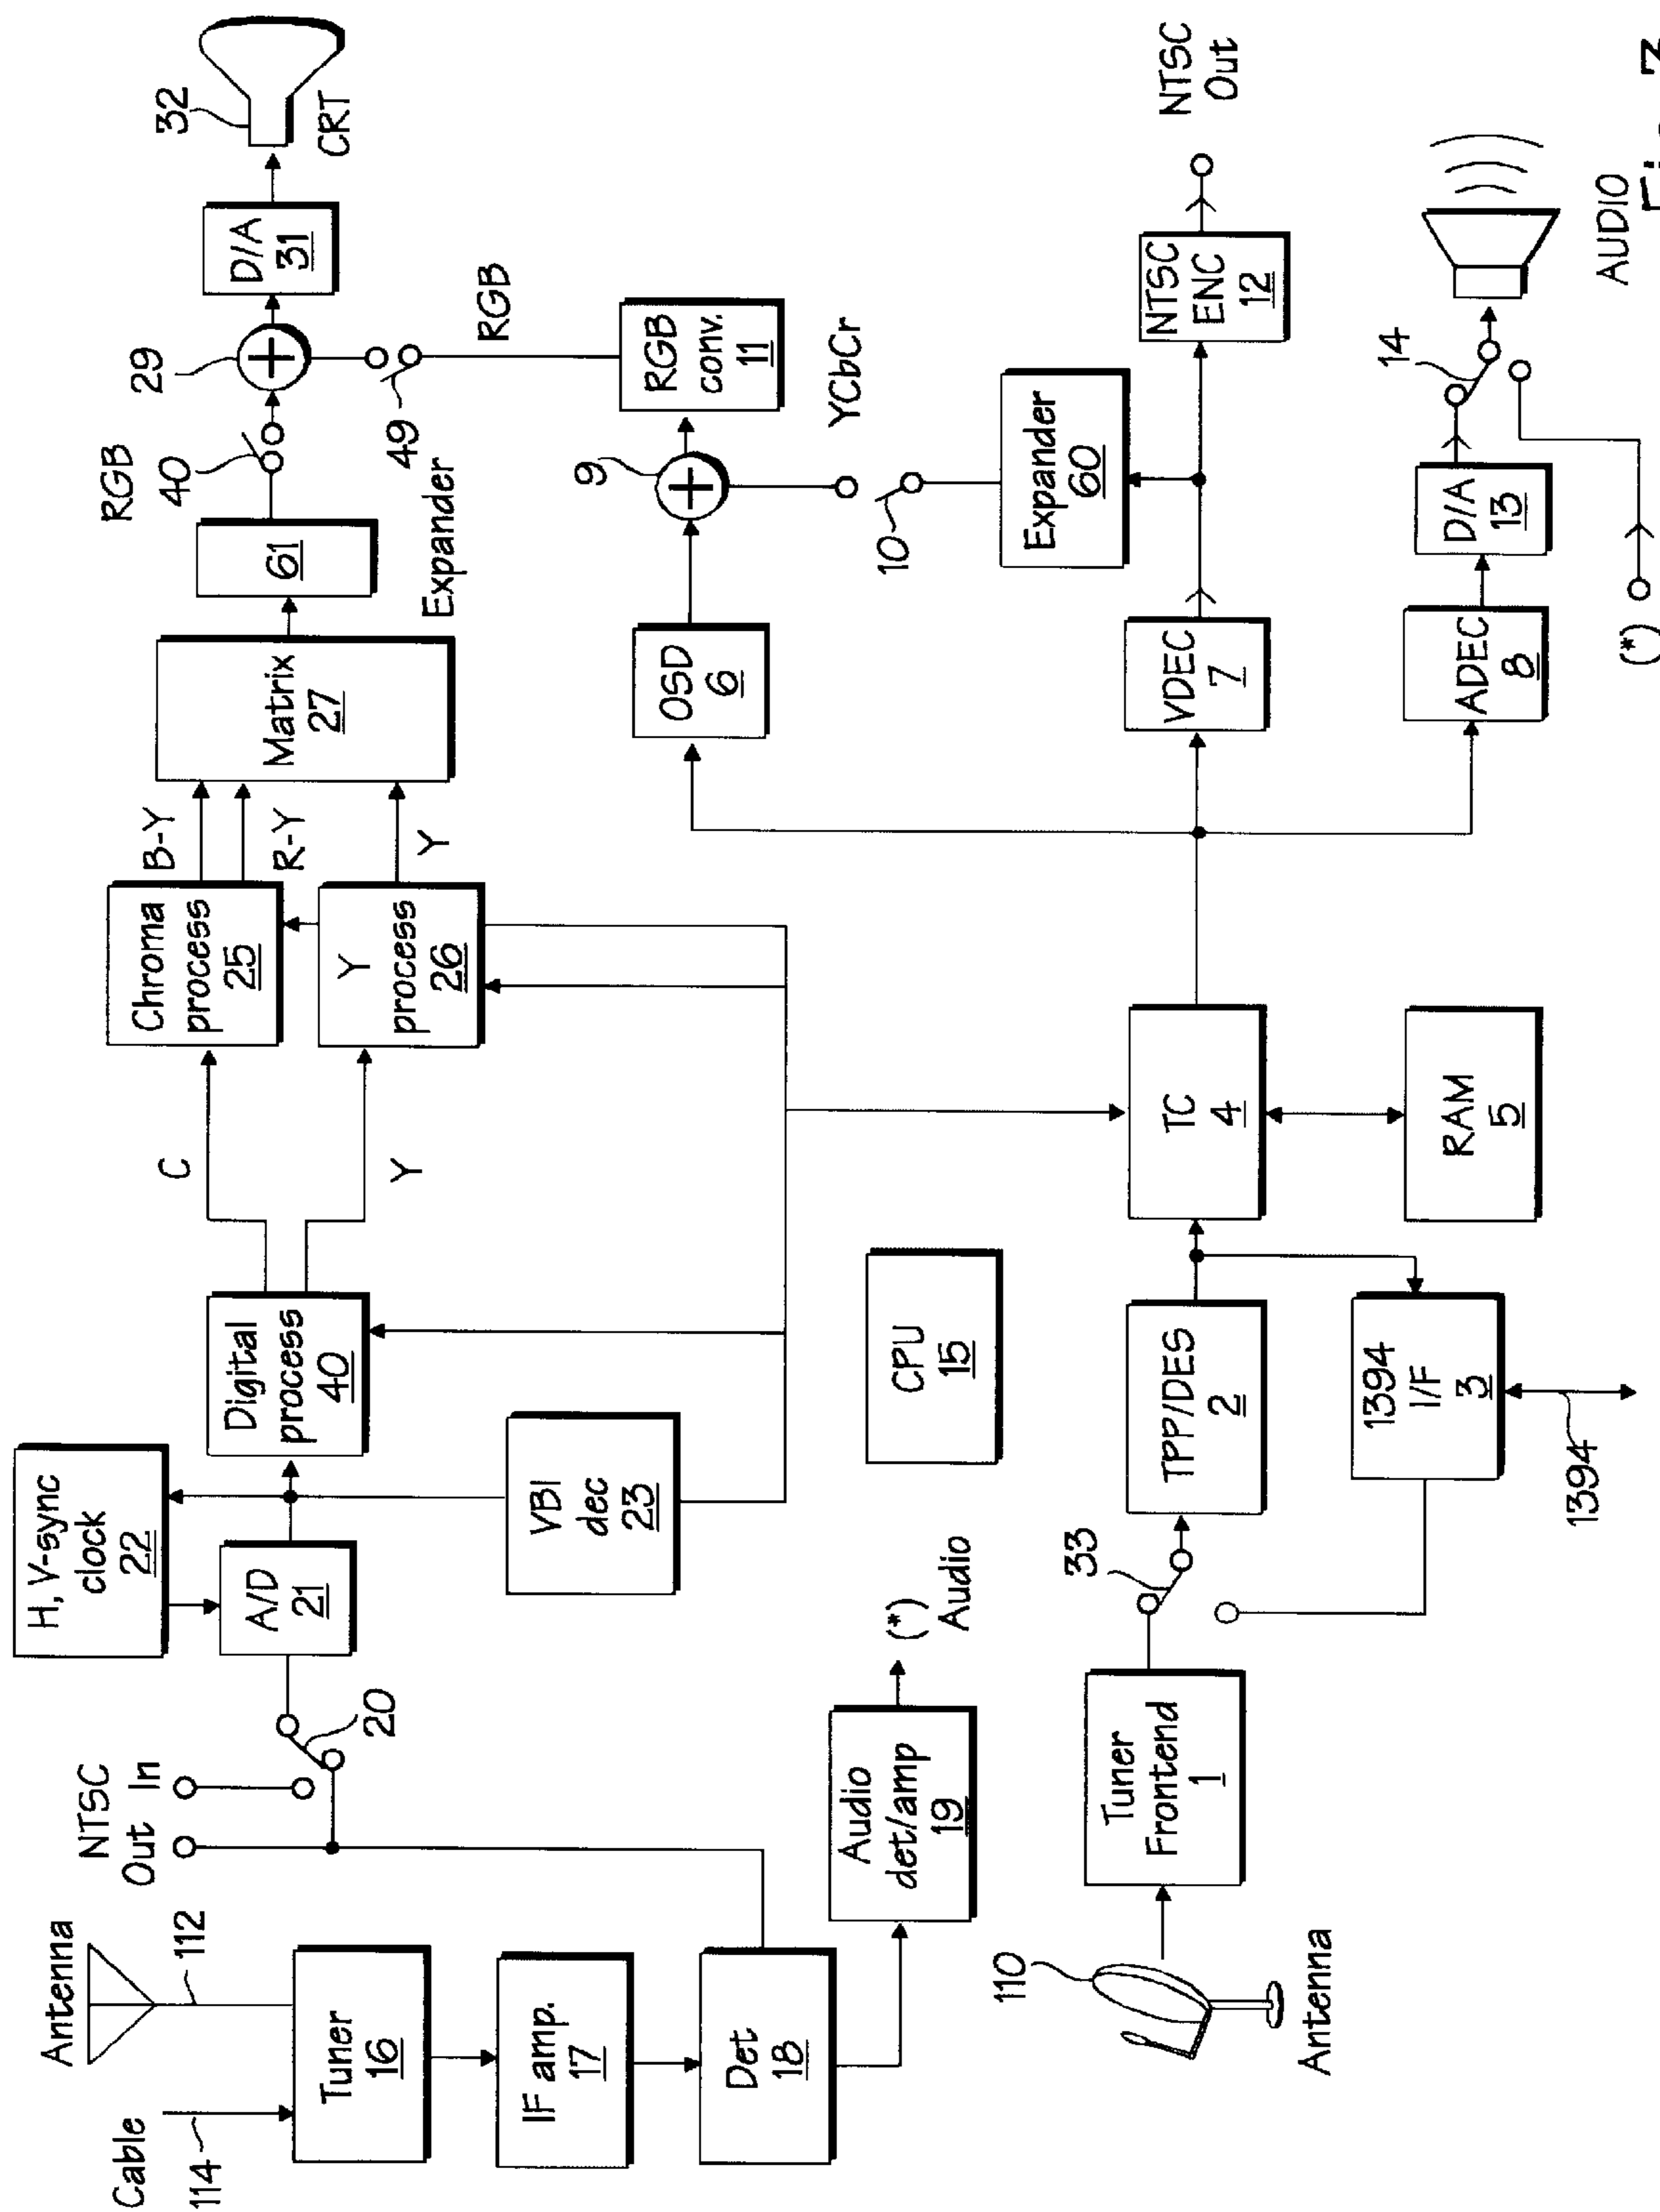 Cable
114
Antenna
112
NTSC
Out
In
20
Tuner
16
IF amp.
17
Det
18
Audio
det/amp
19
(*)
Audio
H, V-sync
clock
22
A/D
21
VBI
dec
23
Digital
process
40
C
Y
Chroma
process
25
Y
process
26
B-Y
R-Y
Y
Matrix
27
61
Expander
RGB
40
29
49
D/A
31
32
CRT
RGB
RGB
conv.
11
9
YCbCr
10
OSD
6
Expander
60
CPU
15
110
Antenna
Tuner
Frontend
1
33
TPP/DES
2
1394
I/F
3
1394
TC
4
RAM
5
VDEC
7
NTSC
ENC
12
NTSC
Out
ADEC
8
D/A
13
14
(*)
AUDIO